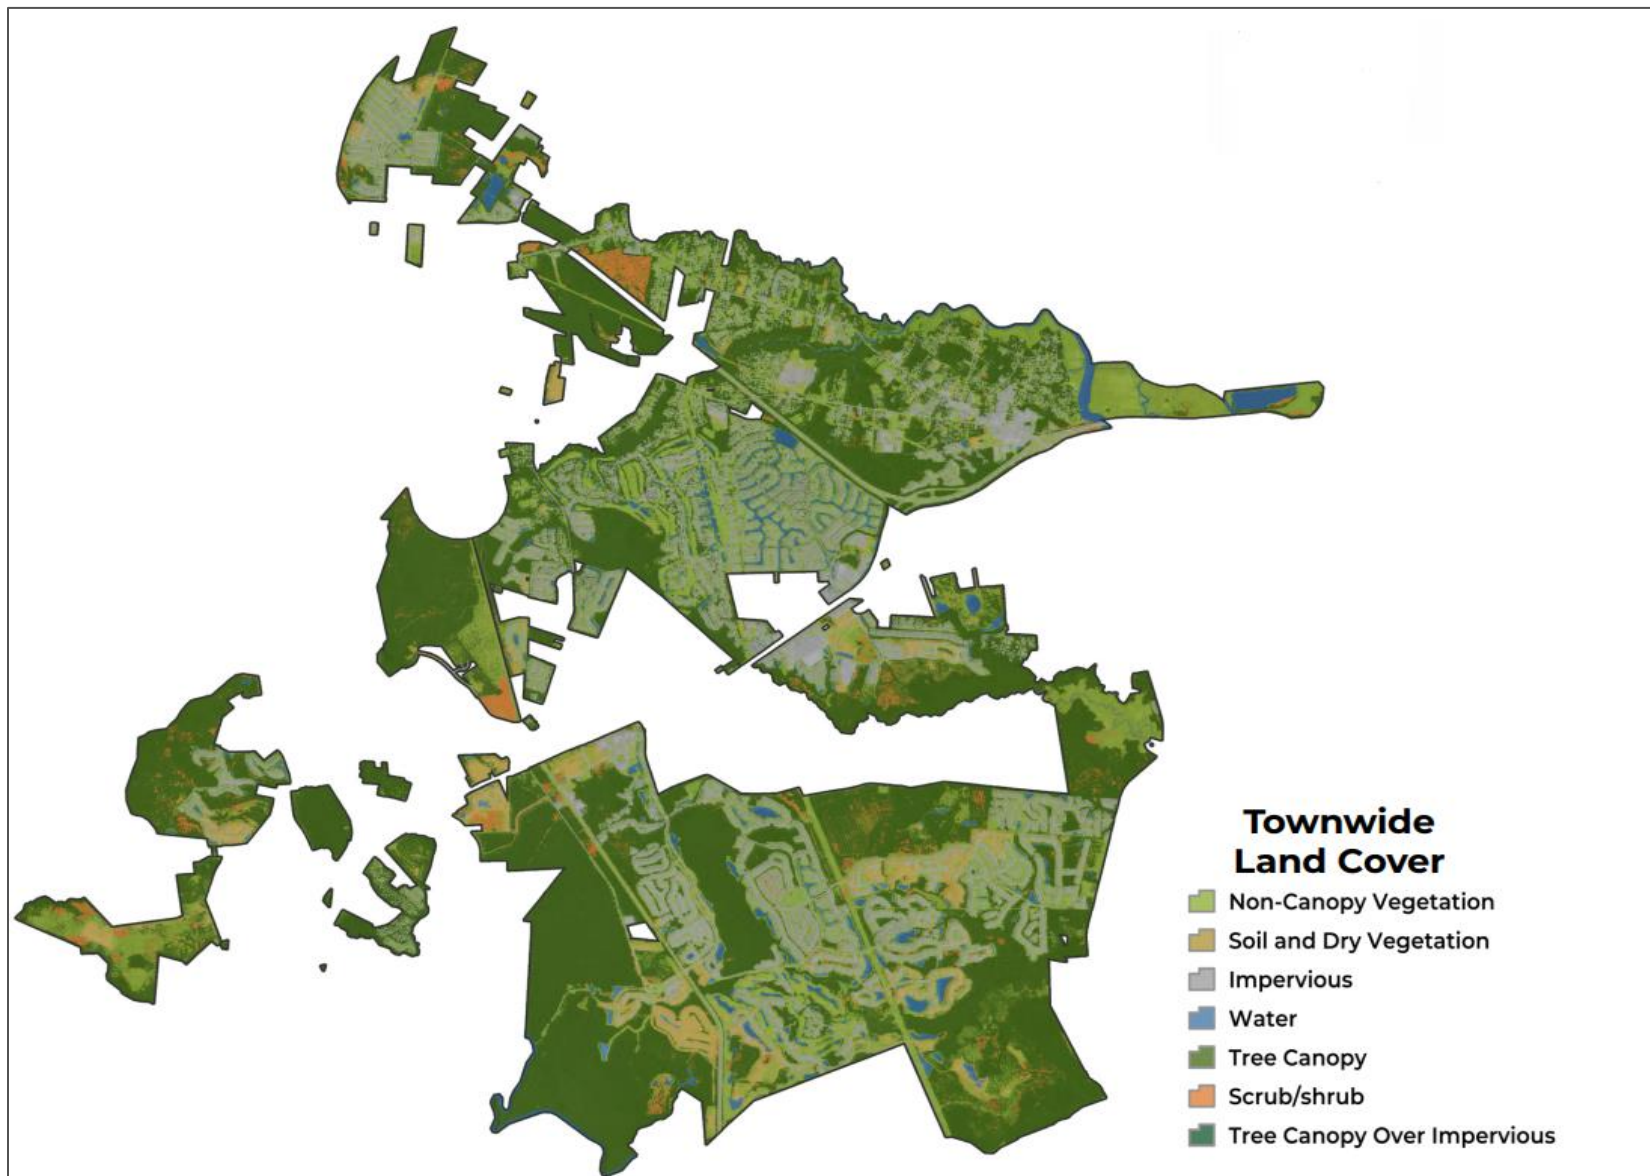 Townwide
Land Cover
Non-Canopy Vegetation
Soil and Dry Vegetation
Impervious
Water
Tree Canopy
Scrub/shrub
Tree Canopy Over Impervious